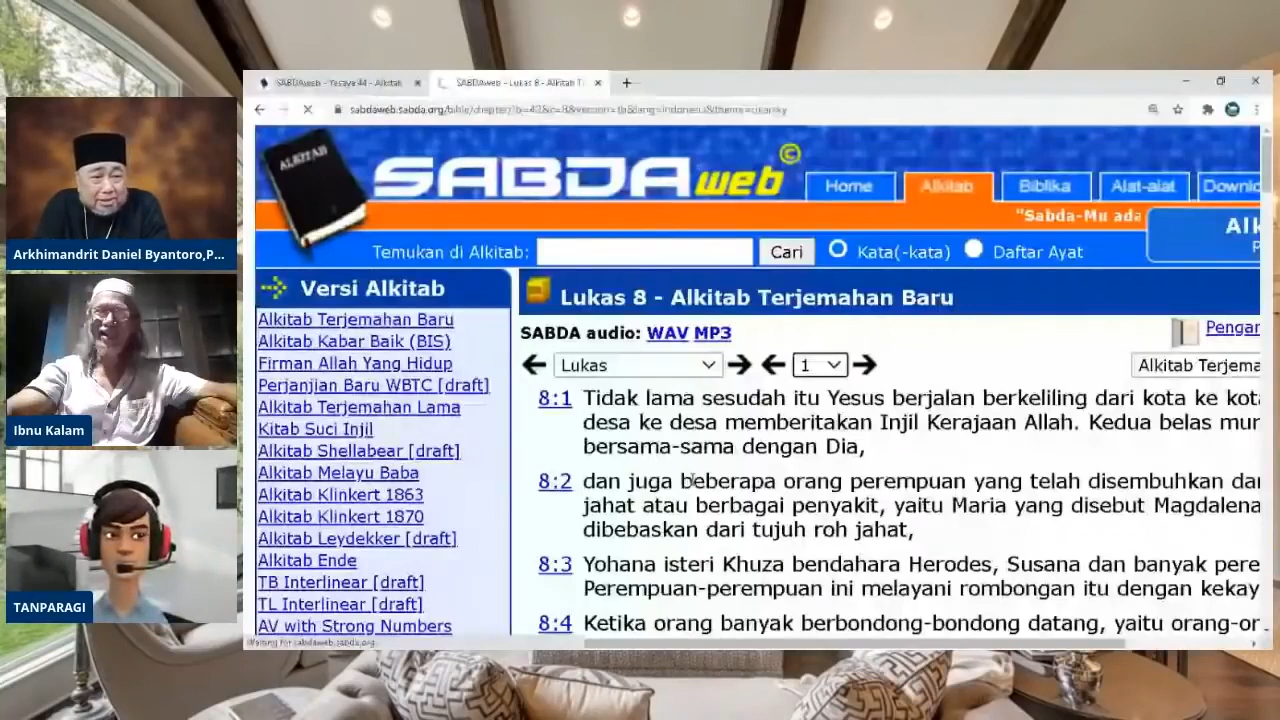 SABDAweb - Yesaya 44 - Alkitab
SABDAweb - Lukas 8 - Alkitab T
ALKITAB
SABDAweb©
Home
Alkitab
Biblika
Alat-alat
Downlo
"Sabda-Mu ada
Alk
P
Temukan di Alkitab:
Cari
Kata(-kata)
Daftar Ayat
Versi Alkitab
Alkitab Terjemahan Baru
Alkitab Kabar Baik (BIS)
Firman Allah Yang Hidup
Perjanjian Baru WBTC [draft]
Alkitab Terjemahan Lama
Kitab Suci Injil
Alkitab Shellabear [draft]
Alkitab Melayu Baba
Alkitab Klinkert 1863
Alkitab Klinkert 1870
Alkitab Leydekker [draft]
Alkitab Ende
TB Interlinear [draft]
TL Interlinear [draft]
AV with Strong Numbers
Waiting for sabdaweb.sabda.org
Lukas 8 - Alkitab Terjemahan Baru
SABDA audio: WAV MP3
Pengan
Lukas
1
Alkitab Terjema
8:1 Tidak lama sesudah itu Yesus berjalan berkeliling dari kota ke kota
desa ke desa memberitakan Injil Kerajaan Allah. Kedua belas mur
bersama-sama dengan Dia,
8:2 dan juga beberapa orang perempuan yang telah disembuhkan dar
jahat atau berbagai penyakit, yaitu Maria yang disebut Magdalena
dibebaskan dari tujuh roh jahat,
8:3 Yohana isteri Khuza bendahara Herodes, Susana dan banyak pere
Perempuan-perempuan ini melayani rombongan itu dengan kekay
8:4 Ketika orang banyak berbondong-bondong datang, yaitu orang-or
Arkhimandrit Daniel Byantoro,P...
Ibnu Kalam
TANPARAGI